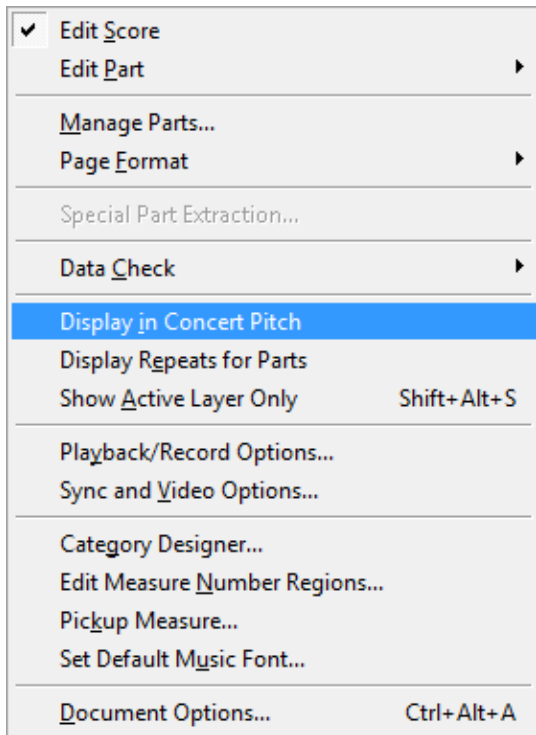 Edit Score
Edit Part
Manage Parts...
Page Format
Special Part Extraction...
Data Check
Display in Concert Pitch
Display Repeats for Parts
Show Active Layer Only Shift+Alt+S
Playback/Record Options...
Sync and Video Options...
Category Designer...
Edit Measure Number Regions...
Pickup Measure...
Set Default Music Font...
Document Options... Ctrl+Alt+A